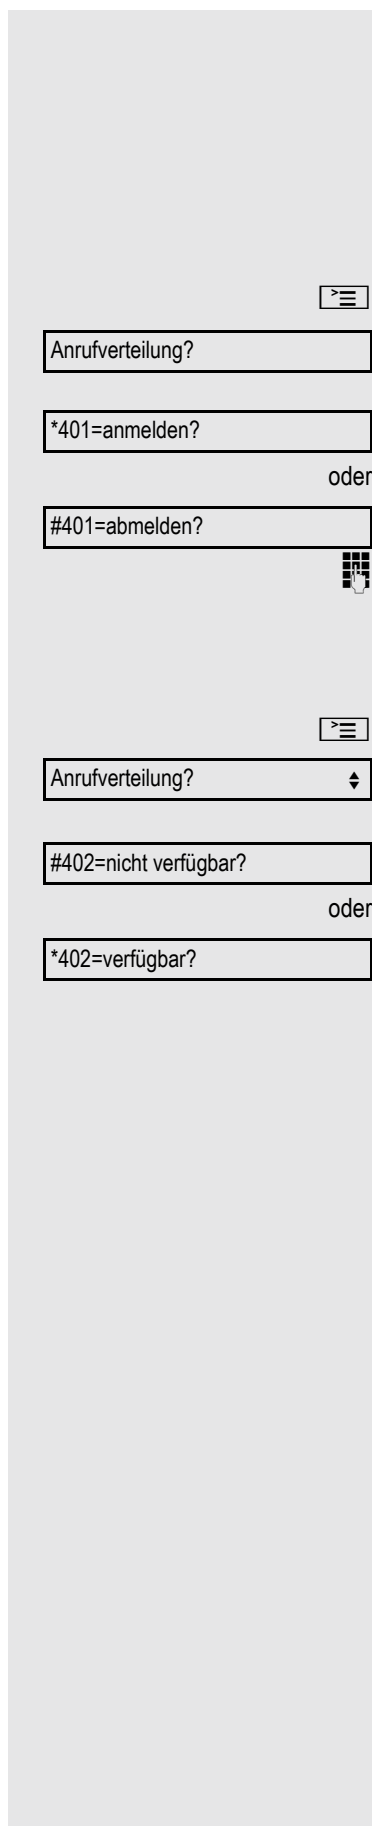 Anrufverteilung?
*401=anmelden?
oder
#401=abmelden?
Anrufverteilung?
#402=nicht verfügbar?
oder
*402=verfügbar?